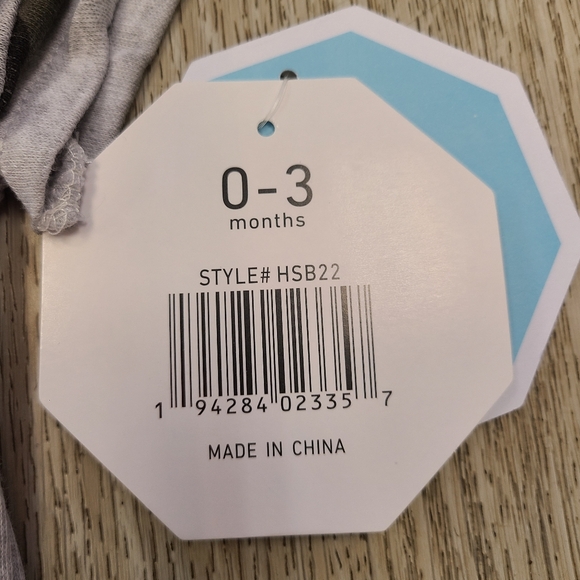 0-3
months
STYLE# HSB22
1 94284 02335 7
MADE IN CHINA